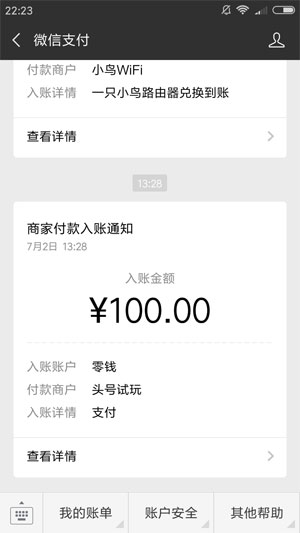 22:23
微信支付
付款商户 小鸟WiFi
入账详情 一只小鸟路由器兑换到账
查看详情
13:28
商家付款入账通知
7月2日 13:28
入账金额
¥100.00
入账账户 零钱
付款商户 头号试玩
入账详情 支付
查看详情
我的账单 账户安全 其他帮助